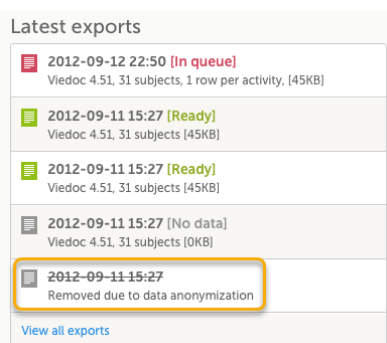 Latest exports
2012-09-12 22:50 [In queue]
Viedoc 4.51, 31 subjects, 1 row per activity, [45KB]
2012-09-11 15:27 [Ready]
Viedoc 4.51, 31 subjects [45KB]
2012-09-11 15:27 [Ready]
Viedoc 4.51, 31 subjects [45KB]
2012-09-11 15:27 [No data]
Viedoc 4.51, 31 subjects [0KB]
2012-09-11 15:27
Removed due to data anonymization
View all exports